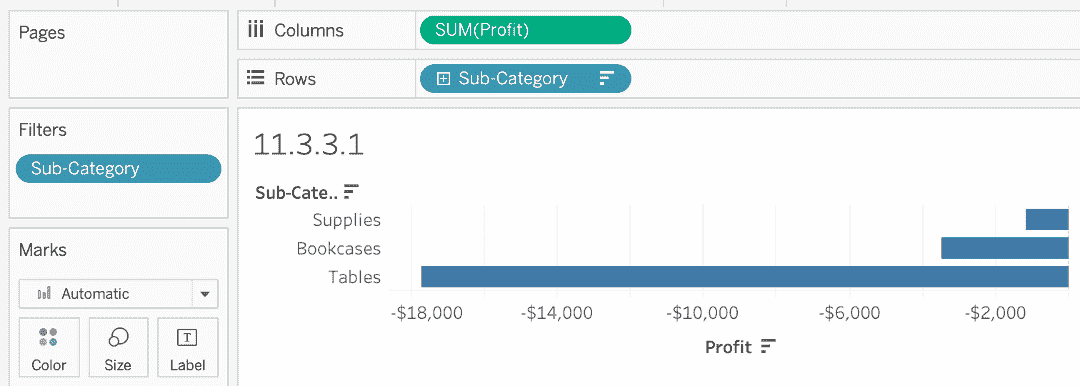 Pages
Columns
SUM(Profit)
Rows
Sub-Category
Filters
Sub-Category
Marks
Automatic
Color
Size
T
Label
11.3.3.1
Sub-Cate..
Supplies
Bookcases
Tables
-$18,000 -$14,000 -$10,000 -$6,000 -$2,000
Profit